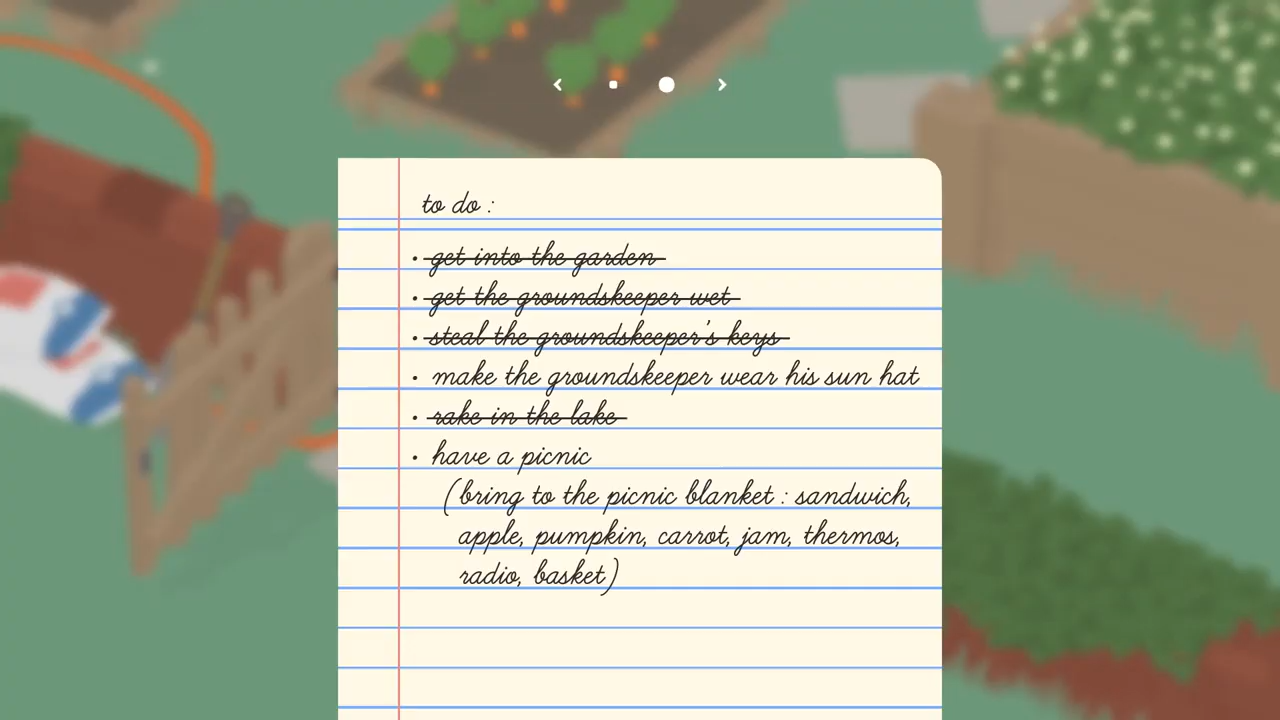 to do :
• get into the garden
• get the groundskeeper wet
• steal the groundskeeper's keys
• make the groundskeeper wear his sun hat
• rake in the lake
• have a picnic
(bring to the picnic blanket : sandwich,
apple, pumpkin, carrot, jam, thermos,
radio, basket)